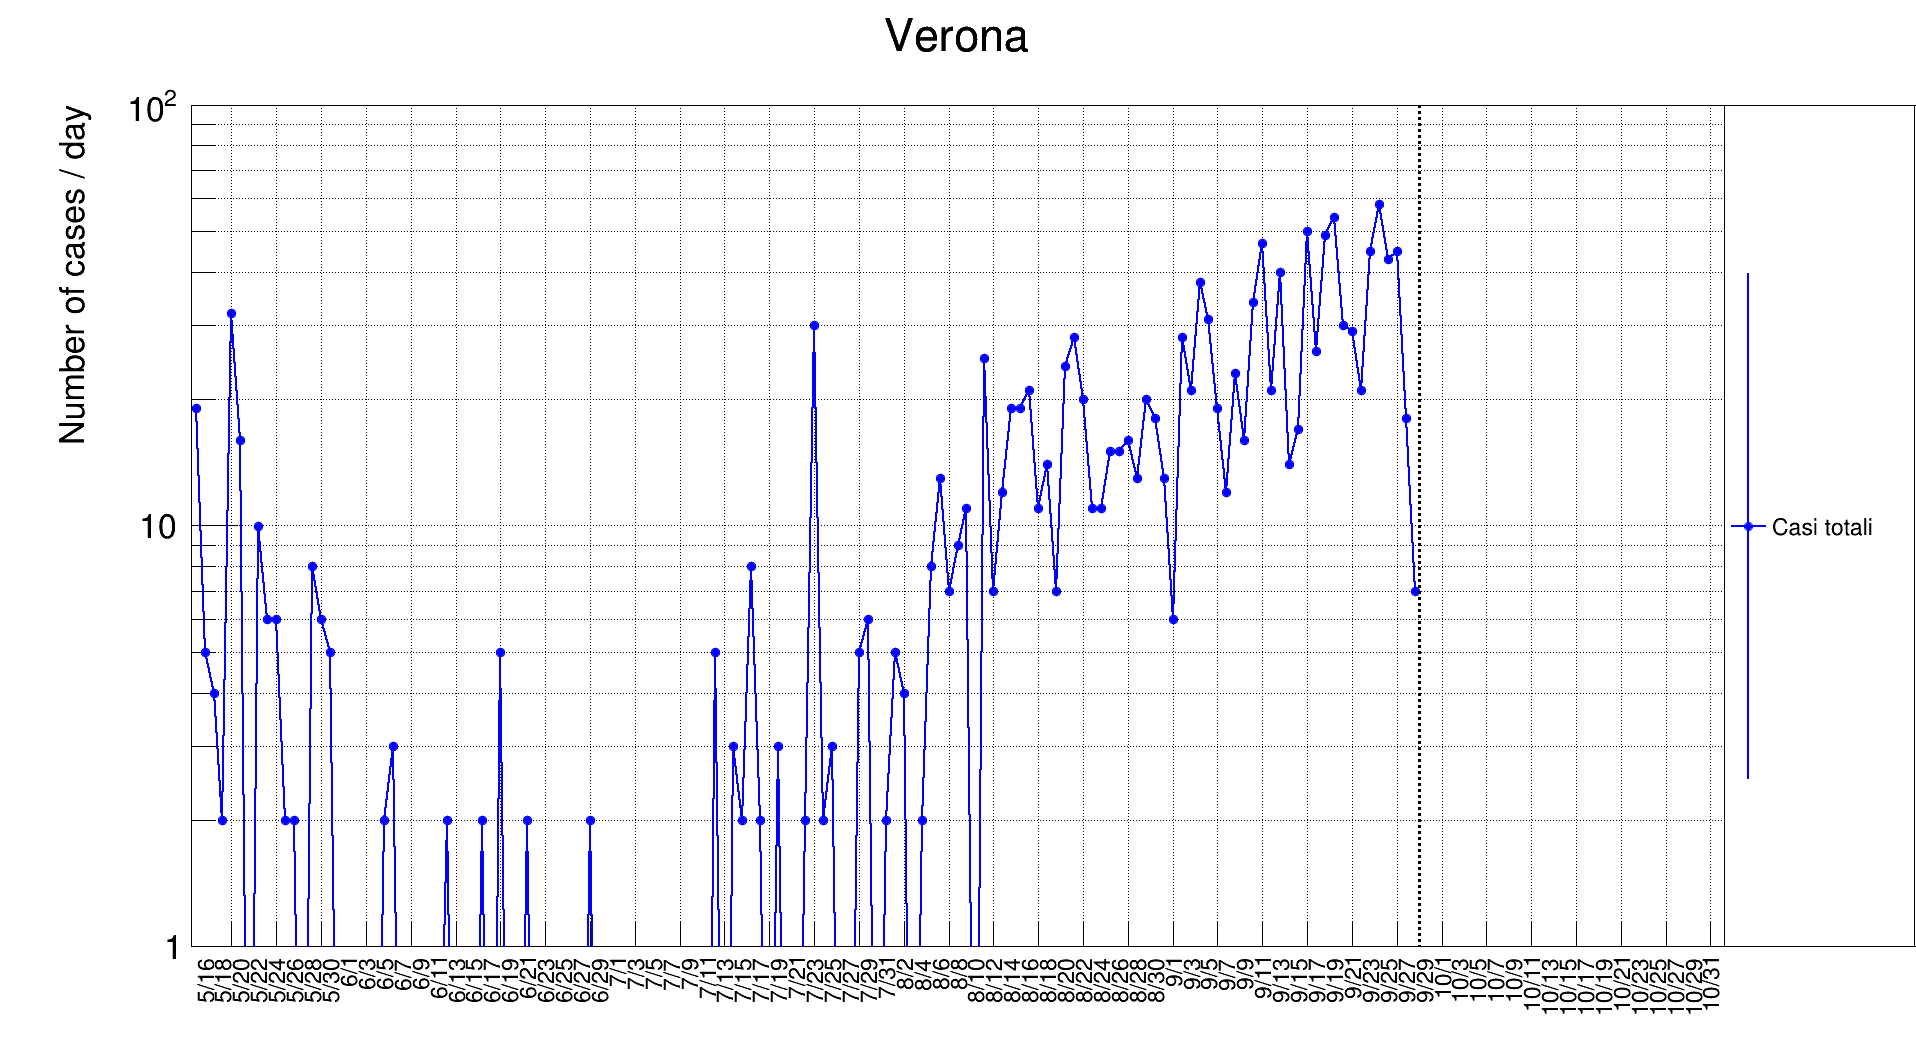 Verona
Number of cases / day
10²
10
1
5/16 5/18 5/20 5/22 5/24 5/26 5/28 5/30 6/1 6/3 6/5 6/7 6/9 6/11 6/13 6/15 6/17 6/19 6/21 6/23 6/25 6/27 6/29 7/1 7/3 7/5 7/7 7/9 7/11 7/13 7/15 7/17 7/19 7/21 7/23 7/25 7/27 7/29 7/31 8/2 8/4 8/6 8/8 8/10 8/12 8/14 8/16 8/18 8/20 8/22 8/24 8/26 8/28 8/30 9/1 9/3 9/5 9/7 9/9 9/11 9/13 9/15 9/17 9/19 9/21 9/23 9/25 9/27 9/29 10/1 10/3 10/5 10/7 10/9 10/11 10/13 10/15 10/17 10/19 10/21 10/23 10/25 10/27 10/29 10/31
Casi totali